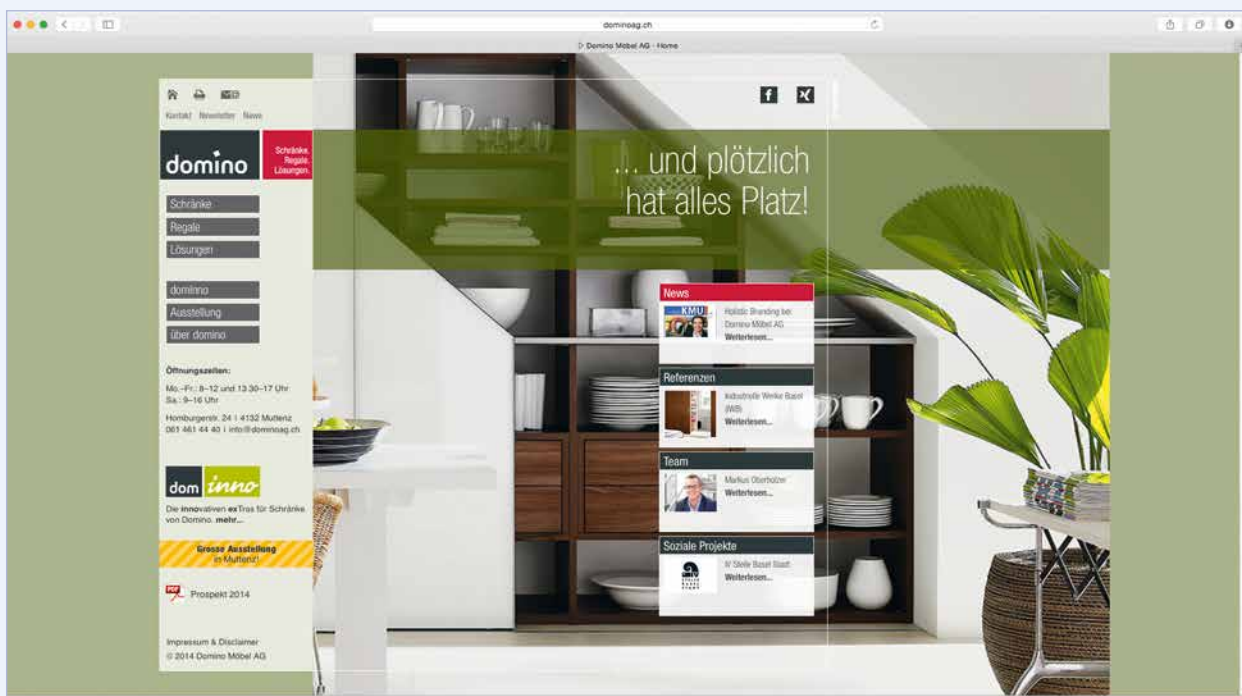 dominoag.ch
Domino Möbel AG - Home
Kontakt Newsletter News
domino
Schränke.
Regale.
Lösungen.
Schränke
Regale
Lösungen
dominno
Ausstellung
über domino
Öffnungszeiten:
Mo.–Fr.: 8–12 und 13.30–17 Uhr
Sa.: 9–16 Uhr
Homburgerstr. 24 | 4132 Muttenz
061 461 44 40 | info@dominoag.ch
dom inno
Die innovativen exTras für Schränke
von Domino. mehr...
Grosse Ausstellung
in Muttenz!
PDF
Prospekt 2014
Impressum & Disclaimer
© 2014 Domino Möbel AG
... und plötzlich
hat alles Platz!
News
KMU
Holistic Branding bei
Domino Möbel AG
Weiterlesen...
Referenzen
Industrielle Werke Basel
(IWB)
Weiterlesen...
Team
Markus Oberholzer
Weiterlesen...
Soziale Projekte
IV Stelle Basel Stadt
Weiterlesen...